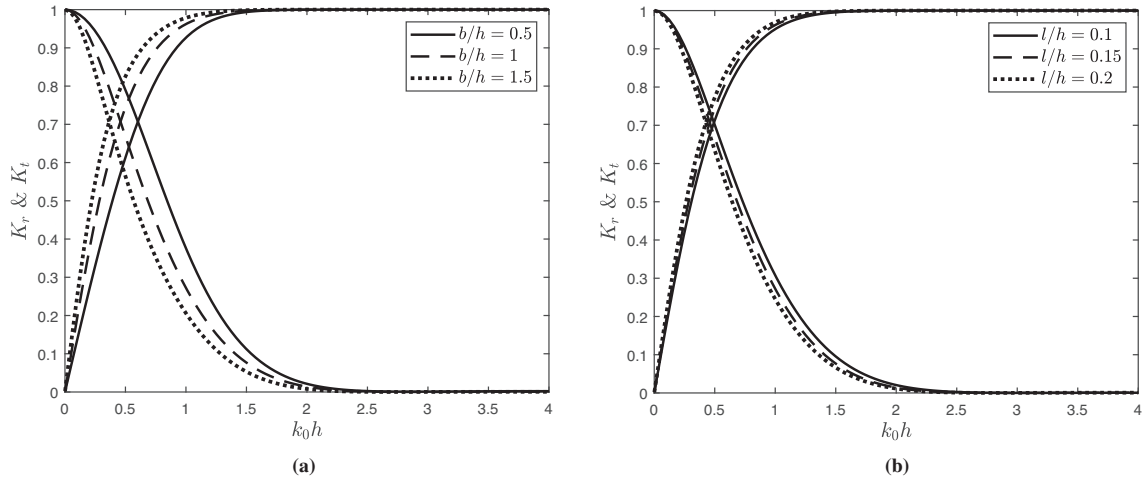 1
0.9
0.8
0.7
0.6
0.5
0.4
0.3
0.2
0.1
0
K_r & K_t
b/h = 0.5
b/h = 1
b/h = 1.5
0 0.5 1 1.5 2 2.5 3 3.5 4
k_0h
(a)
1
0.9
0.8
0.7
0.6
0.5
0.4
0.3
0.2
0.1
0
K_r & K_t
l/h = 0.1
l/h = 0.15
l/h = 0.2
0 0.5 1 1.5 2 2.5 3 3.5 4
k_0h
(b)